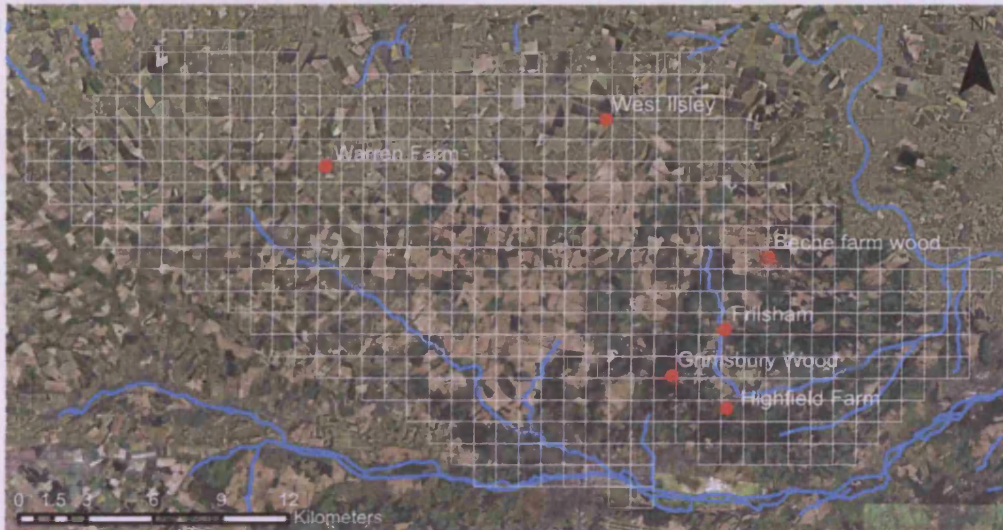 N
West Ilsley
Warren Farm
Beche farm wood
Frilsham
Grimsbury Wood
Highfield Farm
0 1.5 3 6 9 12
Kilometers